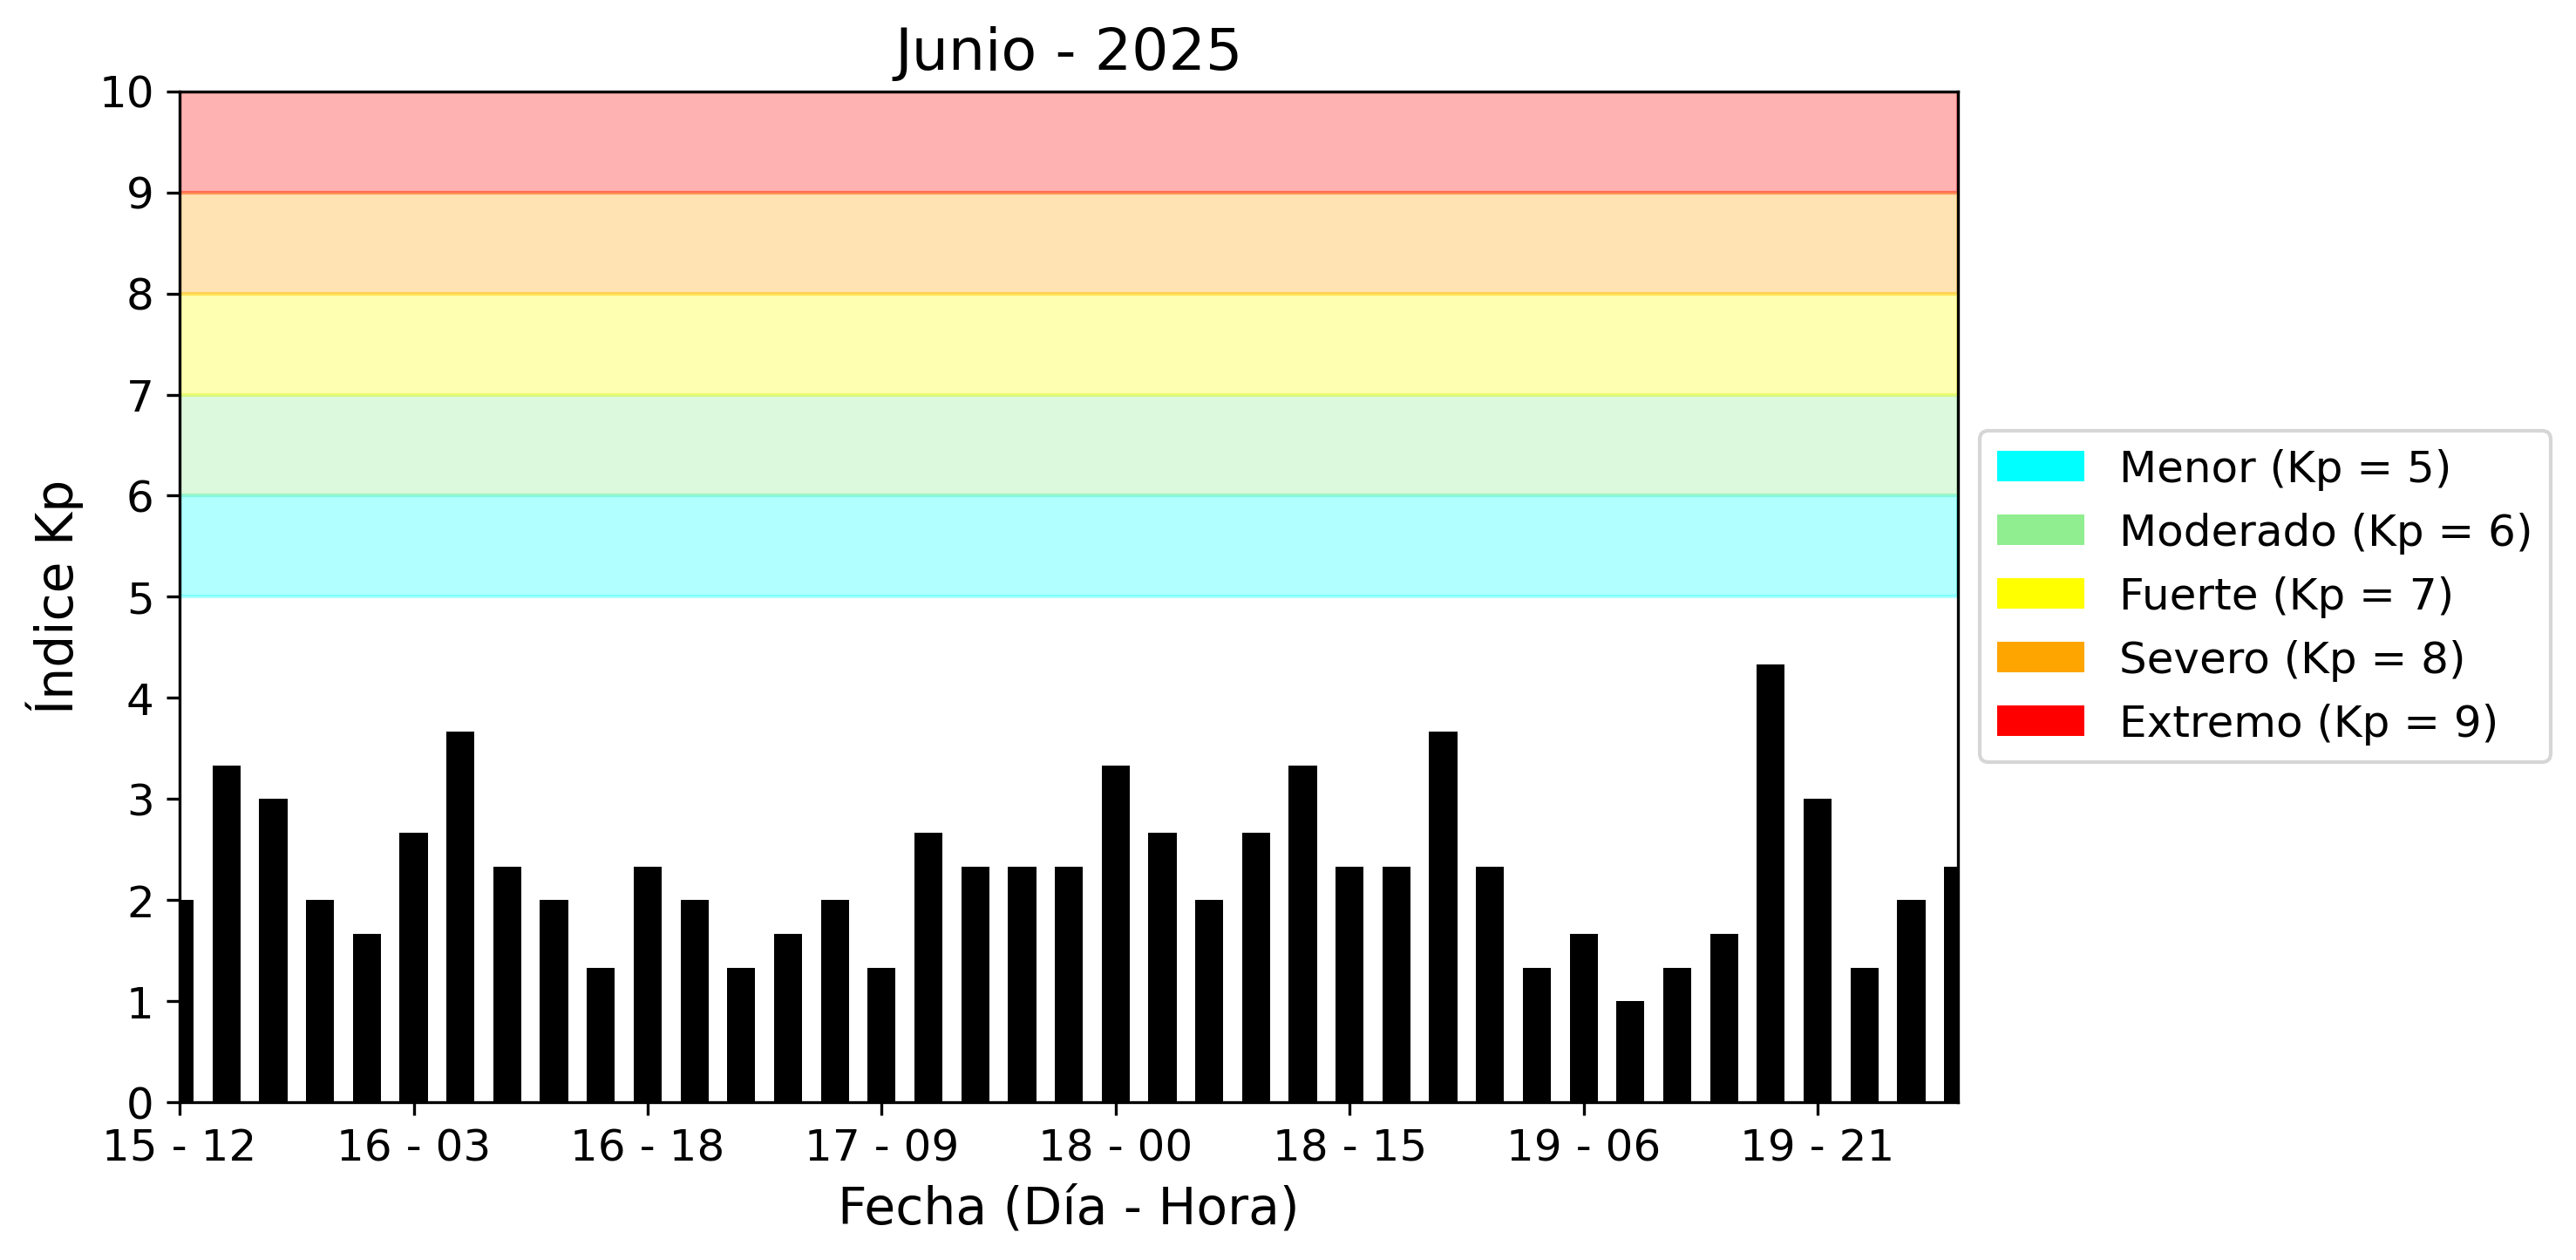 Junio - 2025
10
9
8
7
6
5
4
3
2
1
0
Índice Kp
15 - 12
16 - 03
16 - 18
17 - 09
18 - 00
18 - 15
19 - 06
19 - 21
Fecha (Día - Hora)
Menor (Kp = 5)
Moderado (Kp = 6)
Fuerte (Kp = 7)
Severo (Kp = 8)
Extremo (Kp = 9)